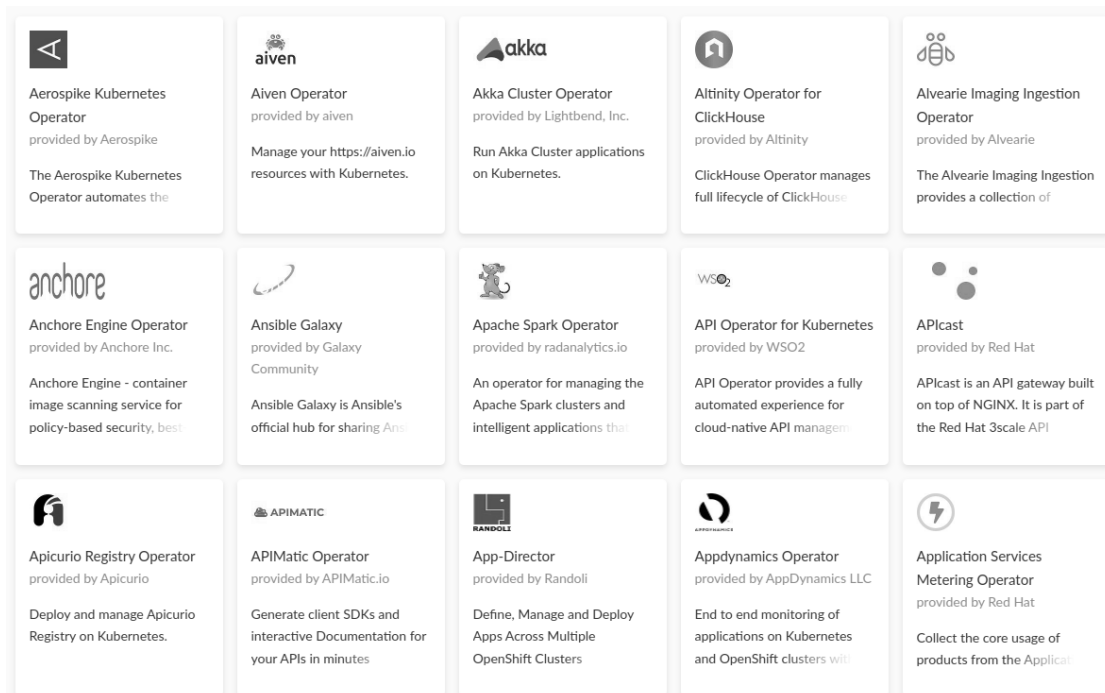 aiven
akka
Aerospike Kubernetes
Operator
provided by Aerospike
The Aerospike Kubernetes
Operator automates the
Aiven Operator
provided by aiven
Manage your https://aiven.io
resources with Kubernetes.
Akka Cluster Operator
provided by Lightbend, Inc.
Run Akka Cluster applications
on Kubernetes.
Altinity Operator for
ClickHouse
provided by Altinity
ClickHouse Operator manages
full lifecycle of ClickHouse
Alvearie Imaging Ingestion
Operator
provided by Alvearie
The Alvearie Imaging Ingestion
provides a collection of
anchore
Anchore Engine Operator
provided by Anchore Inc.
Anchore Engine - container
image scanning service for
policy-based security, best
Ansible Galaxy
provided by Galaxy
Community
Ansible Galaxy is Ansible's
official hub for sharing
Apache Spark Operator
provided by radanalytics.io
An operator for managing the
Apache Spark clusters and
intelligent applications that
WSO2
API Operator for Kubernetes
provided by WSO2
API Operator provides a fully
automated experience for
cloud-native API
APIcast
provided by Red Hat
APIcast is an API gateway built
on top of NGINX. It is part of
the Red Hat 3scale API
Apicurio Registry Operator
provided by Apicurio
Deploy and manage Apicurio
Registry on Kubernetes.
APIMATIC
APIMatic Operator
provided by APIMatic.io
Generate client SDKs and
interactive Documentation for
your APIs in minutes
RANDOLI
App-Director
provided by Randoli
Define, Manage and Deploy
Apps Across Multiple
OpenShift Clusters
APPDYNAMICS
Appdynamics Operator
provided by AppDynamics LLC
End to end monitoring of
applications on Kubernetes
and OpenShift clusters
Application Services
Metering Operator
provided by Red Hat
Collect the core usage of
products from the